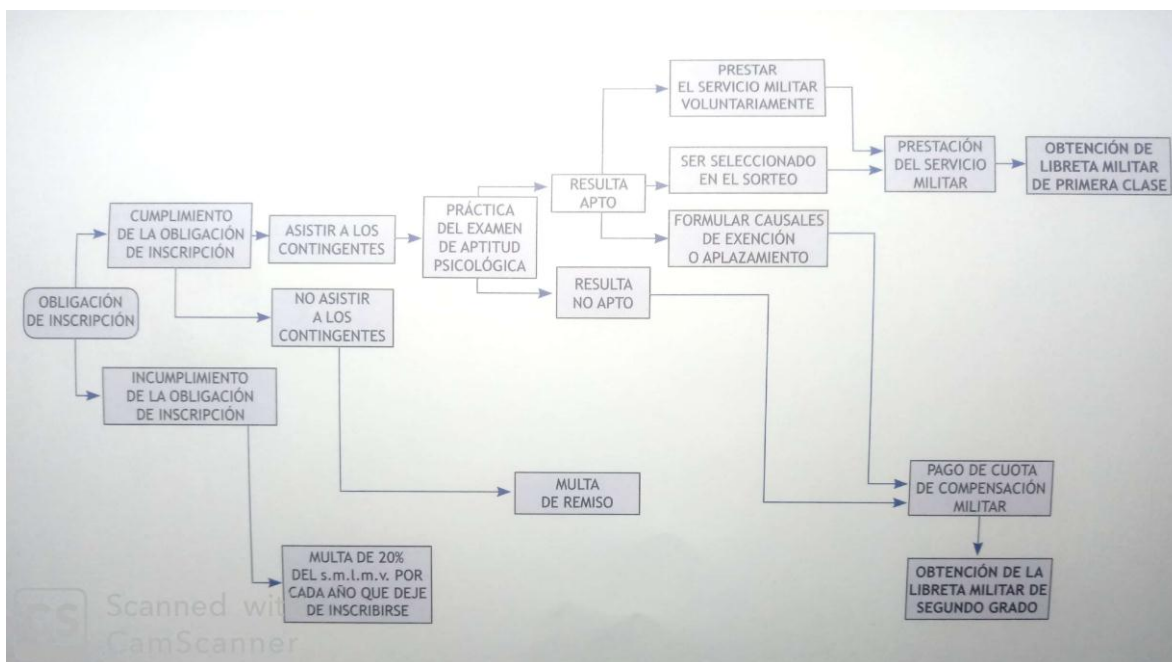 PRESTAR
EL SERVICIO MILITAR
VOLUNTARIAMENTE
PRESTACIÓN
DEL SERVICIO
MILITAR
OBTENCIÓN DE
LIBRETA MILITAR
DE PRIMERA CLASE
SER SELECCIONADO
EN EL SORTEO
RESULTA
APTO
CUMPLIMIENTO
DE LA OBLIGACIÓN
DE INSCRIPCIÓN
ASISTIR A LOS
CONTINGENTES
PRÁCTICA
DEL EXAMEN
DE APTITUD
PSICOLÓGICA
FORMULAR CAUSALES
DE EXENCIÓN
O APLAZAMIENTO
OBLIGACIÓN
DE INSCRIPCIÓN
NO ASISTIR
A LOS
CONTINGENTES
RESULTA
NO APTO
INCUMPLIMIENTO
DE LA OBLIGACIÓN
DE INSCRIPCIÓN
MULTA
DE REMISO
PAGO DE CUOTA
DE COMPENSACIÓN
MILITAR
MULTA DE 20%
DEL s.m.l.m.v. POR
CADA AÑO QUE DEJE
DE INSCRIBIRSE
OBTENCIÓN DE LA
LIBRETA MILITAR DE
SEGUNDO GRADO
CS
Scanned wit
CamScanner